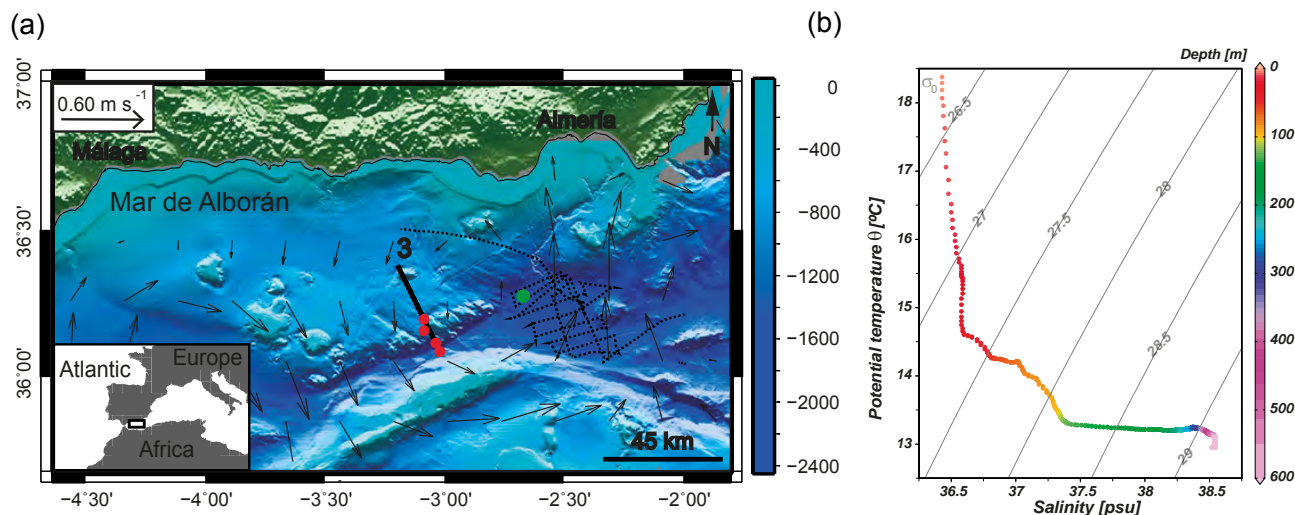 (a)
37˚00'
36˚30'
36˚00'
0.60 m s⁻¹
Málaga
Almería
N
Mar de Alborán
3
Atlantic
Europe
Africa
45 km
−4˚30'
−4˚00'
−3˚30'
−3˚00'
−2˚30'
−2˚00'
0
−400
−800
−1200
−1600
−2000
−2400
(b)
Depth [m]
σ₀
26.5
27
27.5
28
28.5
29
18
17
16
15
14
13
Potential temperature θ [ºC]
36.5
37
37.5
38
38.5
Salinity [psu]
0
100
200
300
400
500
600